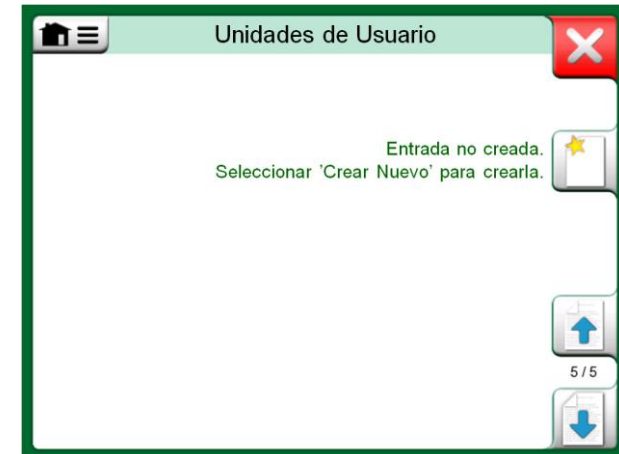 Unidades de Usuario
Entrada no creada.
Seleccionar 'Crear Nuevo' para crearla.
5 / 5